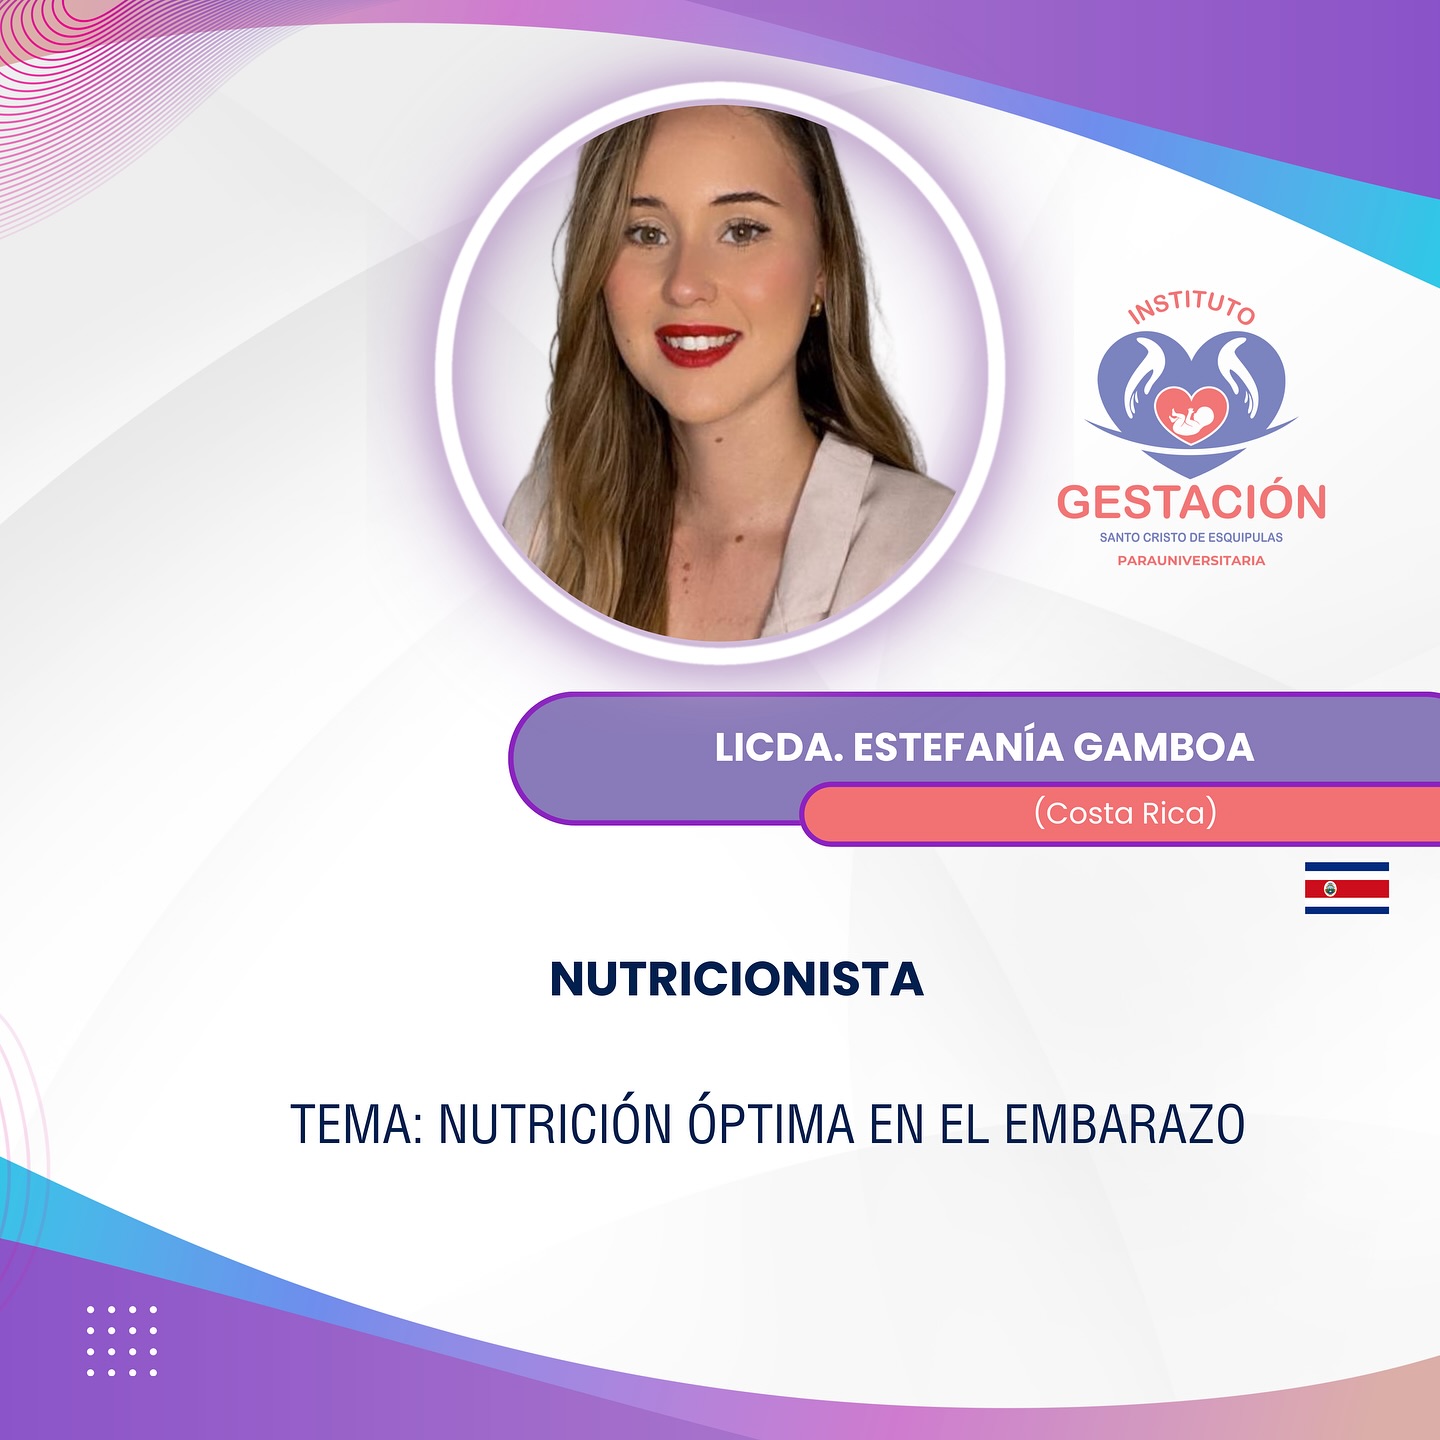 INSTITUTO
GESTACIÓN
SANTO CRISTO DE ESQUIPULAS
PARAUNIVERSITARIA
LICDA. ESTEFANÍA GAMBOA
(Costa Rica)
NUTRICIONISTA
TEMA: NUTRICIÓN ÓPTIMA EN EL EMBARAZO